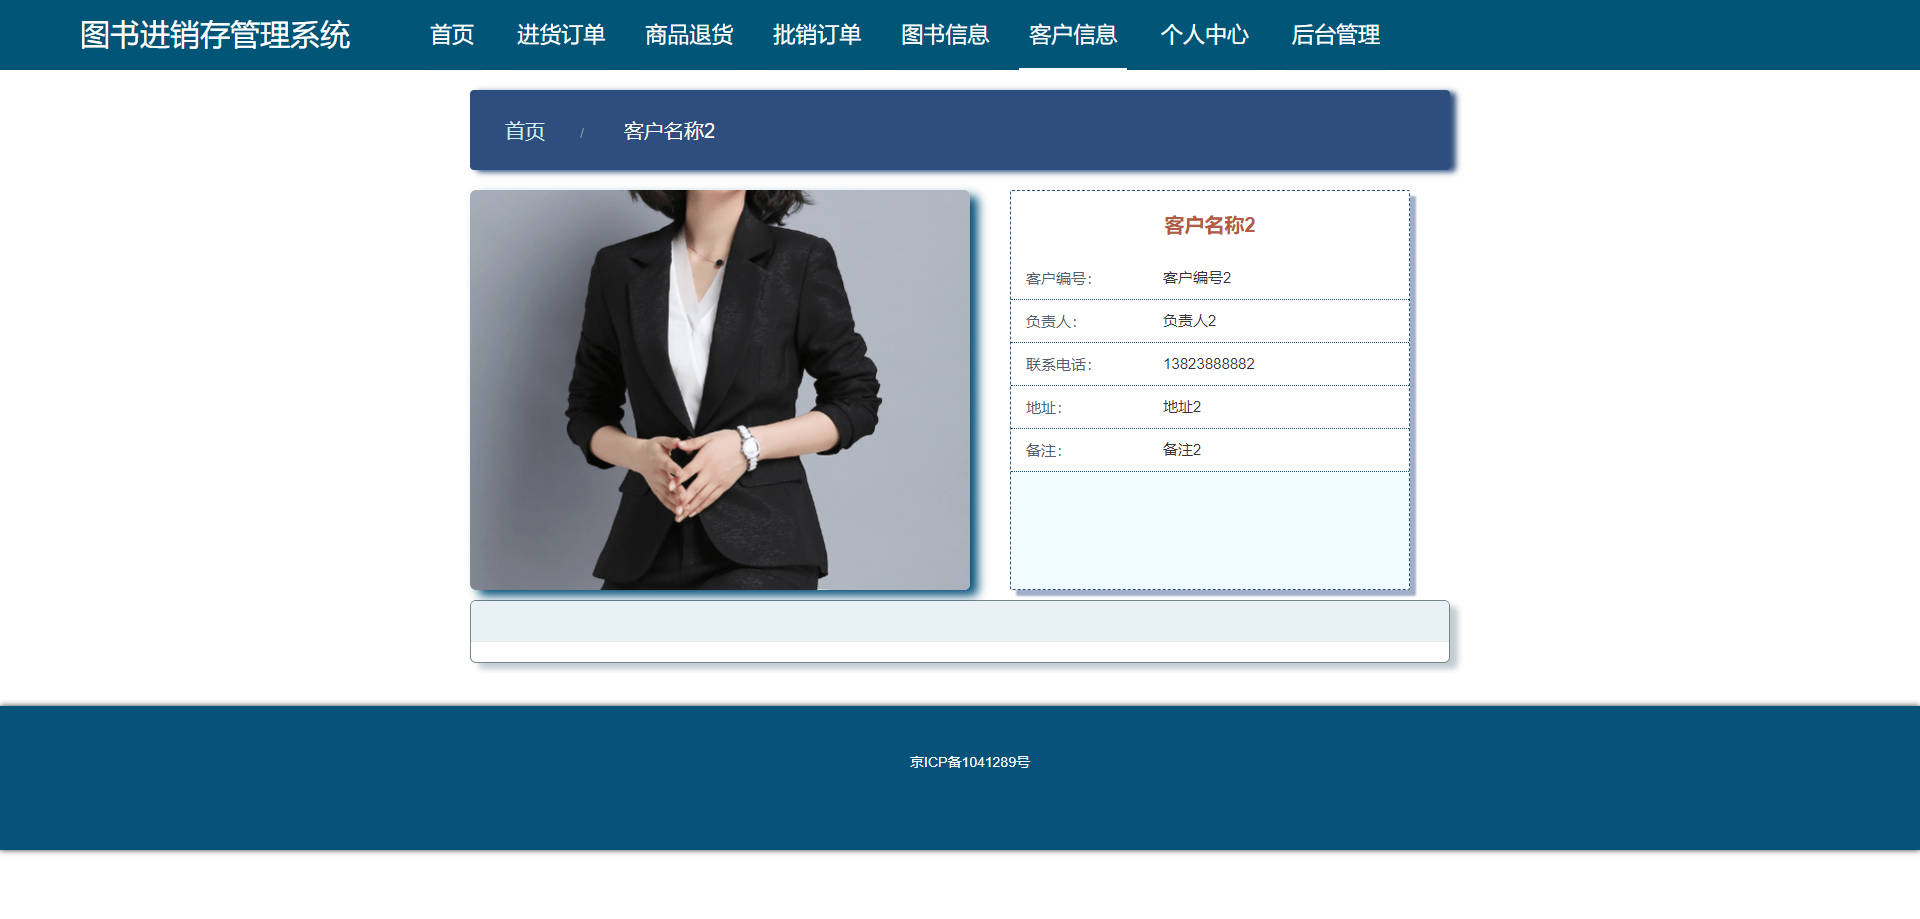 图书进销存管理系统 首页 进货订单 商品退货 批销订单 图书信息 客户信息 个人中心 后台管理
首页 / 客户名称2
客户名称2
客户编号： 客户编号2
负责人： 负责人2
联系电话： 13823888882
地址： 地址2
备注： 备注2
京ICP备1041289号